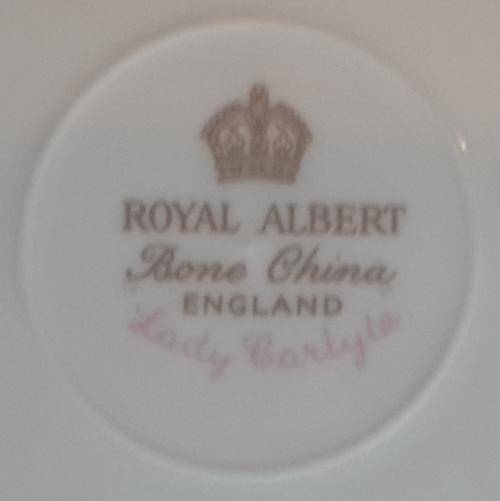 ROYAL ALBERT
Bone China
ENGLAND
Lady Carlyle